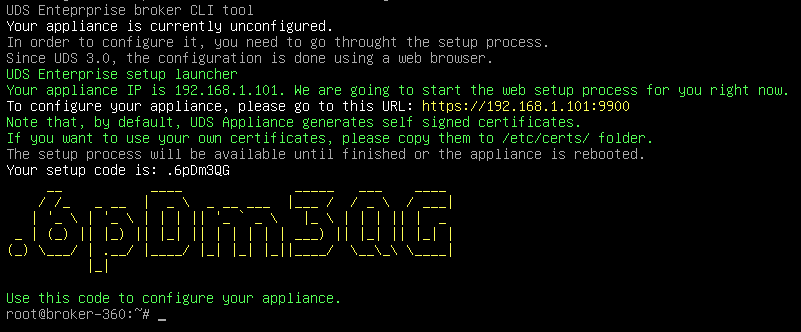 UDS Enteprprise broker CLI tool
Your appliance is currently unconfigured.
In order to configure it, you need to go throught the setup process.
Since UDS 3.0, the configuration is done using a web browser.
UDS Enterprise setup launcher
Your appliance IP is 192.168.1.101. We are going to start the web setup process for you right now.
To configure your appliance, please go to this URL: https://192.168.1.101:9900
Note that, by default, UDS Appliance generates self signed certificates.
If you want to use your own certificates, please copy them to /etc/certs/ folder.
The setup process will be available until finished or the appliance is rebooted.
Your setup code is: .6pDm3QG
.6pDm3QG
Use this code to configure your appliance.
root@broker-360:~# _